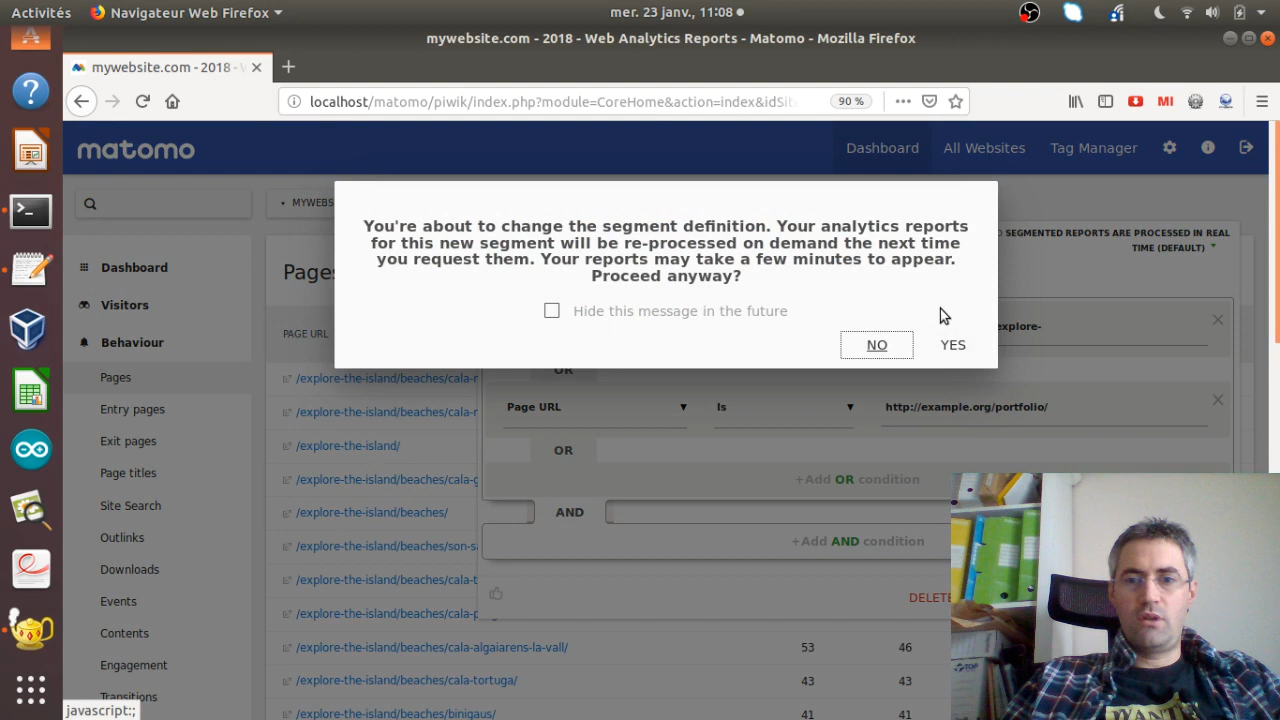 Activités
Navigateur Web Firefox
mer. 23 janv., 11:08
mywebsite.com - 2018 - Web Analytics Reports - Matomo - Mozilla Firefox
mywebsite.com - 2018 -
localhost/matomo/piwik/index.php?module=CoreHome&action=index&idSit
90 %
MI
matomo
Dashboard
All Websites
Tag Manager
MYWEBS
You're about to change the segment definition. Your analytics reports
for this new segment will be re-processed on demand the next time
you request them. Your reports may take a few minutes to appear.
Proceed anyway?
Hide this message in the future
NO
YES
SEGMENTED REPORTS ARE PROCESSED IN REAL
TIME (DEFAULT)
Dashboard
Visitors
Behaviour
Pages
Entry pages
Exit pages
Page titles
Site Search
Outlinks
Downloads
Events
Contents
Engagement
Transitions
javascript:;
Pages
PAGE URL
/explore-the-island/beaches/cala-
/explore-the-island/beaches/cala-
/explore-the-island/
/explore-the-island/beaches/cala-
/explore-the-island/beaches/
/explore-the-island/beaches/son-s
/explore-the-island/beaches/cala-t
/explore-the-island/beaches/cala-p
/explore-the-island/beaches/cala-algaiarens-la-vall/
53
46
/explore-the-island/beaches/cala-tortuga/
43
43
/explore-the-island/beaches/binigaus/
41
41
explore-
OR
Page URL
Is
http://example.org/portfolio/
OR
+Add OR condition
AND
+Add AND condition
DELETE
WANTE